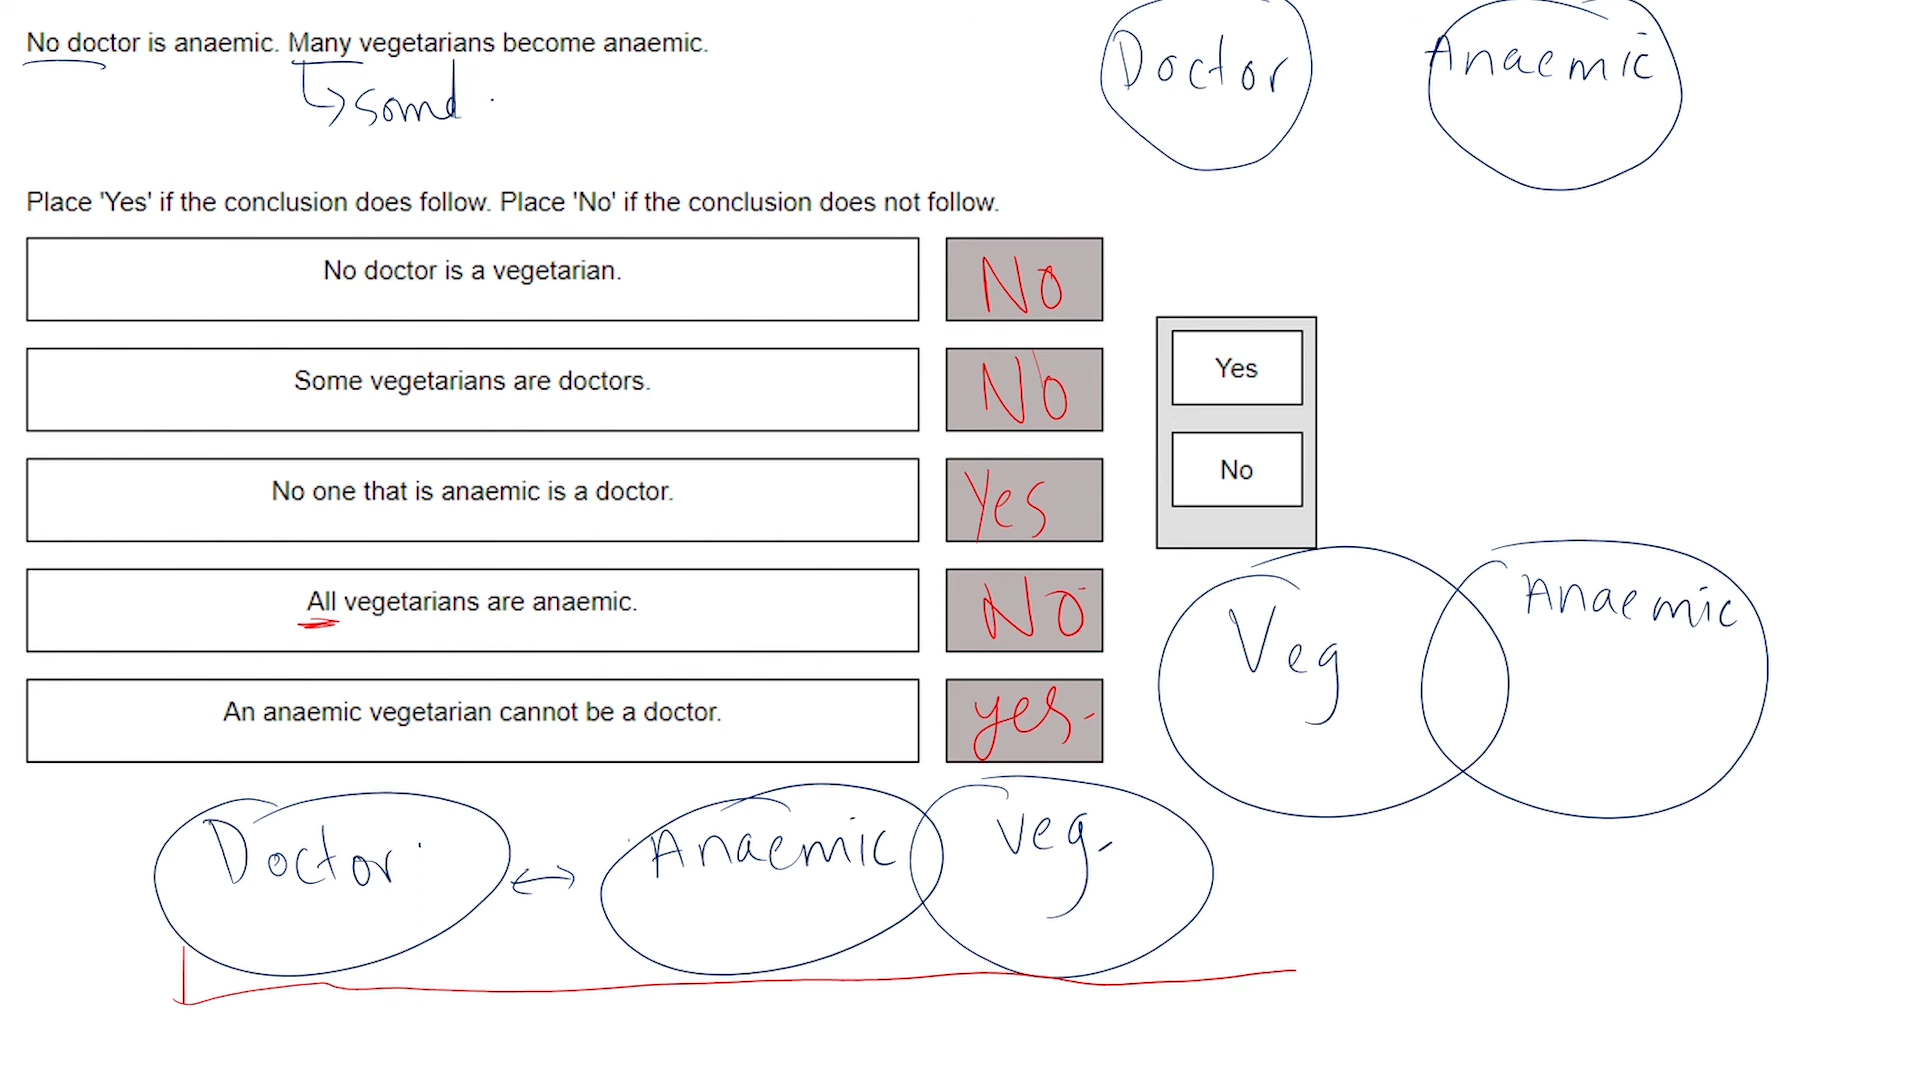 No doctor is anaemic. Many vegetarians become anaemic.
Doctor
Anaemic
Place 'Yes' if the conclusion does follow. Place 'No' if the conclusion does not follow.
No doctor is a vegetarian.
No
Some vegetarians are doctors.
No
Yes
No one that is anaemic is a doctor.
Yes
No
All vegetarians are anaemic.
No
An anaemic vegetarian cannot be a doctor.
yes.
Veg
Anaemic
Doctor
Anaemic
veg.